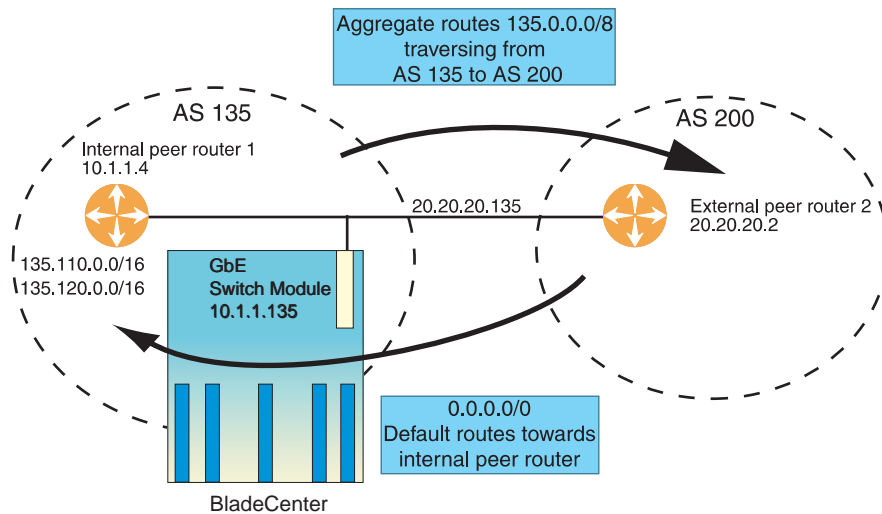 Aggregate routes 135.0.0.0/8
traversing from
AS 135 to AS 200
AS 135
AS 200
Internal peer router 1
10.1.1.4
20.20.20.135
External peer router 2
20.20.20.2
135.110.0.0/16
135.120.0.0/16
GbE
Switch Module
10.1.1.135
0.0.0.0/0
Default routes towards
internal peer router
BladeCenter